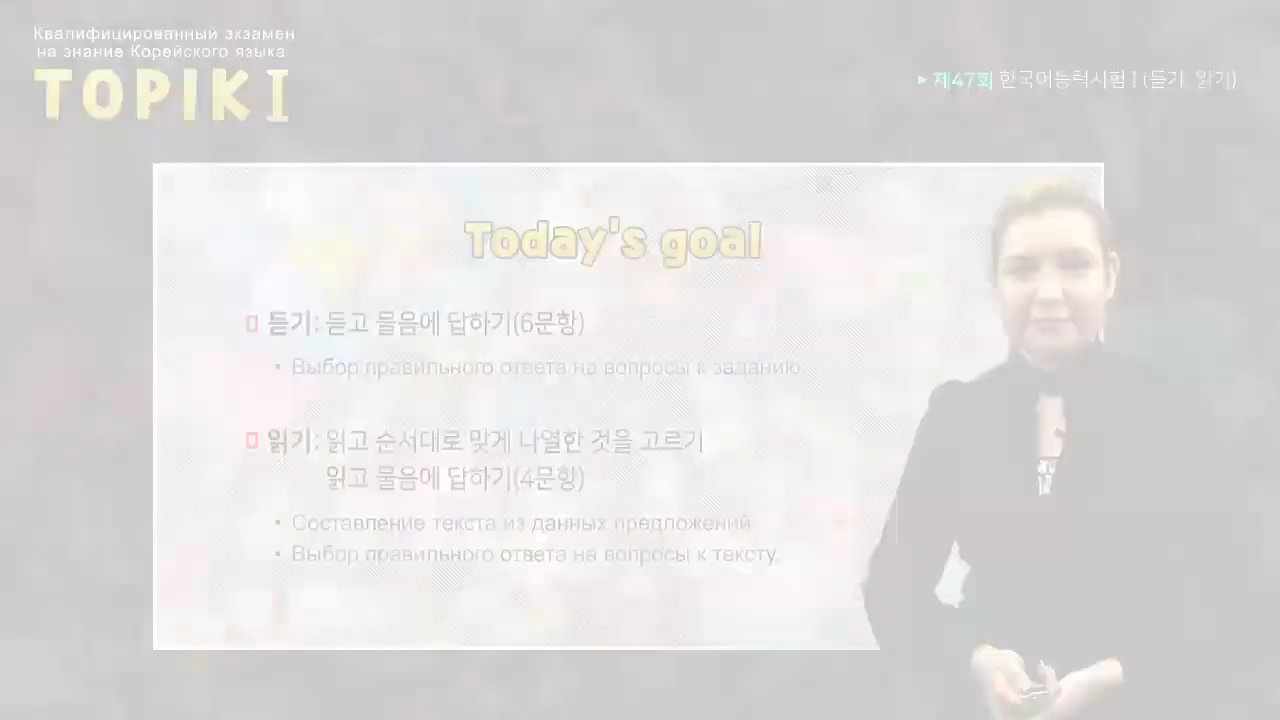 Квалифицированный экзамен
на знание Корейского языка
TOPIK I
▸ 제47회 한국어능력시험 I (듣기, 읽기)
Today's goal
듣기: 듣고 물음에 답하기(6문항)
• Выбор правильного ответа на вопросы к заданию.
읽기: 읽고 순서대로 맞게 나열한 것을 고르기
읽고 물음에 답하기(4문항)
• Составление текста из данных предложений.
• Выбор правильного ответа на вопросы к тексту.